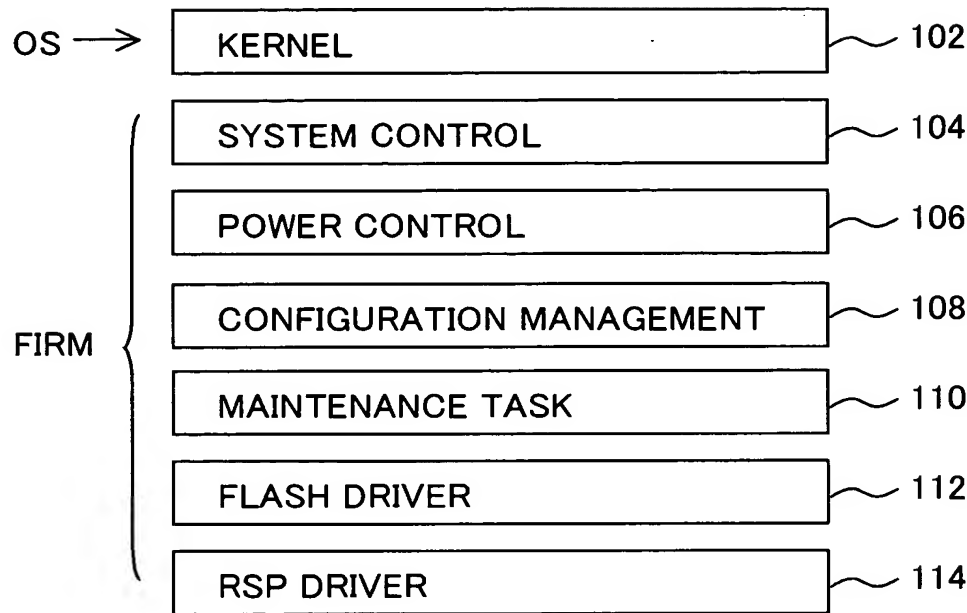 OS → KERNEL 102
SYSTEM CONTROL 104
POWER CONTROL 106
CONFIGURATION MANAGEMENT 108
FIRM
MAINTENANCE TASK 110
FLASH DRIVER 112
RSP DRIVER 114